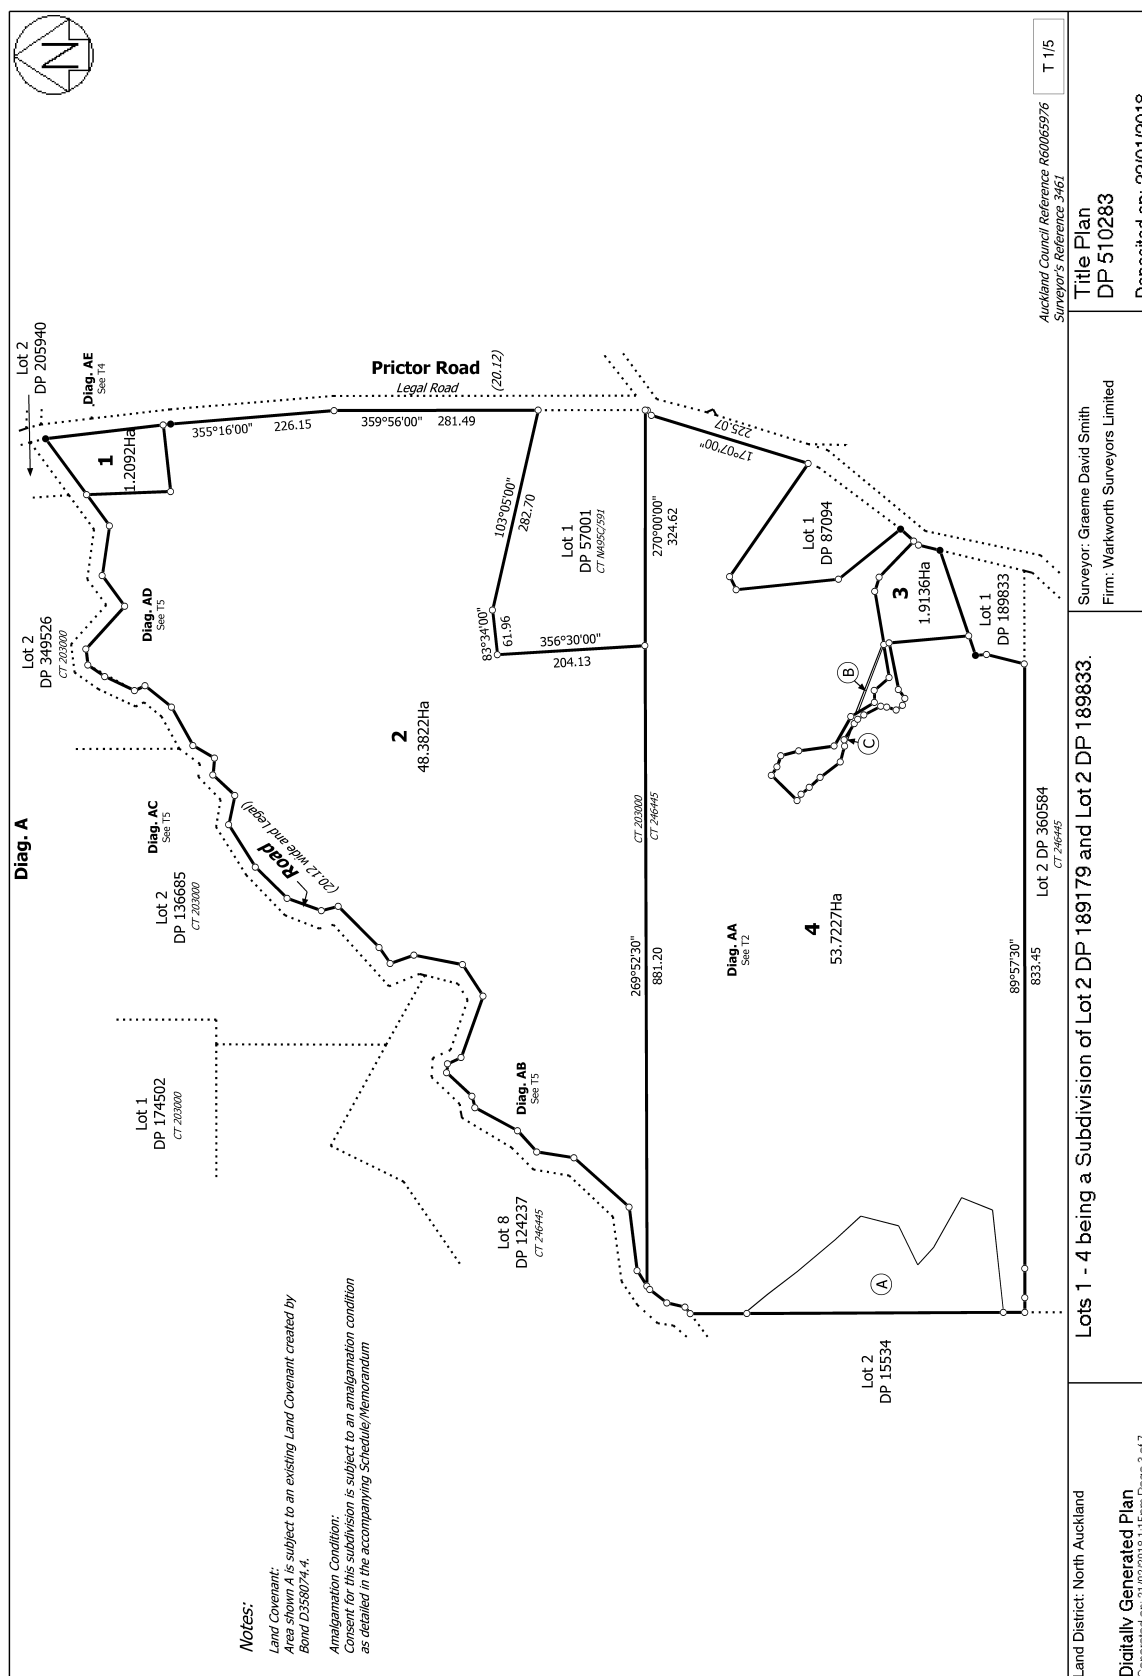 N
T 1/5
Auckland Council Reference R60065976
Surveyor's Reference 3461
Diag. A
Lot 2
DP 205940
Diag. AE
See T4
Prictor Road
Legal Road
(20.12)
1
1.2092Ha
355°16'00"
226.15
359°56'00"
281.49
Lot 2
DP 349526
CT 203000
Diag. AD
See T5
103°05'00"
282.70
Lot 1
DP 57001
CT NA95C/591
83°34'00"
61.96
356°30'00"
204.13
270°00'00"
324.62
17°07'00"
225.07
Lot 1
DP 87094
3
1.9136Ha
Lot 1
DP 189833
B
C
2
48.3822Ha
CT 203000
CT 246445
Diag. AC
See T5
Road
(20.12 wide and Legal)
Lot 2
DP 136685
CT 203000
Diag. AA
See T2
4
53.7227Ha
269°52'30"
881.20
89°57'30"
833.45
Lot 2 DP 360584
CT 246445
Lot 1
DP 174502
CT 203000
Diag. AB
See T5
Lot 8
DP 124237
CT 246445
A
Lot 2
DP 15534
Notes:
Land Covenant:
Area shown A is subject to an existing Land Covenant created by
Bond D358074.4.
Amalgamation Condition:
Consent for this subdivision is subject to an amalgamation condition
as detailed in the accompanying Schedule/Memorandum
Land District: North Auckland
Digitally Generated Plan
Lots 1 - 4 being a Subdivision of Lot 2 DP 189179 and Lot 2 DP 189833.
Surveyor: Graeme David Smith
Firm: Warkworth Surveyors Limited
Title Plan
DP 510283